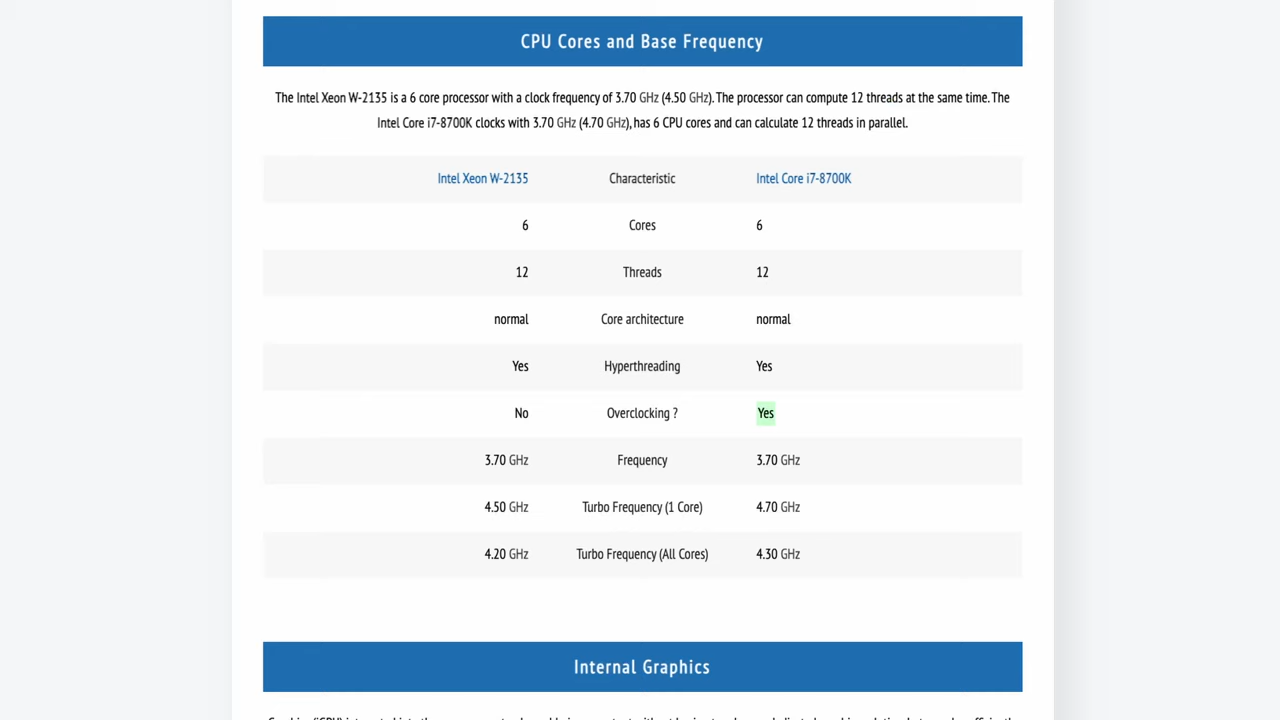 CPU Cores and Base Frequency
The Intel Xeon W-2135 is a 6 core processor with a clock frequency of 3.70 GHz (4.50 GHz). The processor can compute 12 threads at the same time. The
Intel Core i7-8700K clocks with 3.70 GHz (4.70 GHz), has 6 CPU cores and can calculate 12 threads in parallel.
Intel Xeon W-2135 Characteristic Intel Core i7-8700K
6 Cores 6
12 Threads 12
normal Core architecture normal
Yes Hyperthreading Yes
No Overclocking ? Yes
3.70 GHz Frequency 3.70 GHz
4.50 GHz Turbo Frequency (1 Core) 4.70 GHz
4.20 GHz Turbo Frequency (All Cores) 4.30 GHz
Internal Graphics